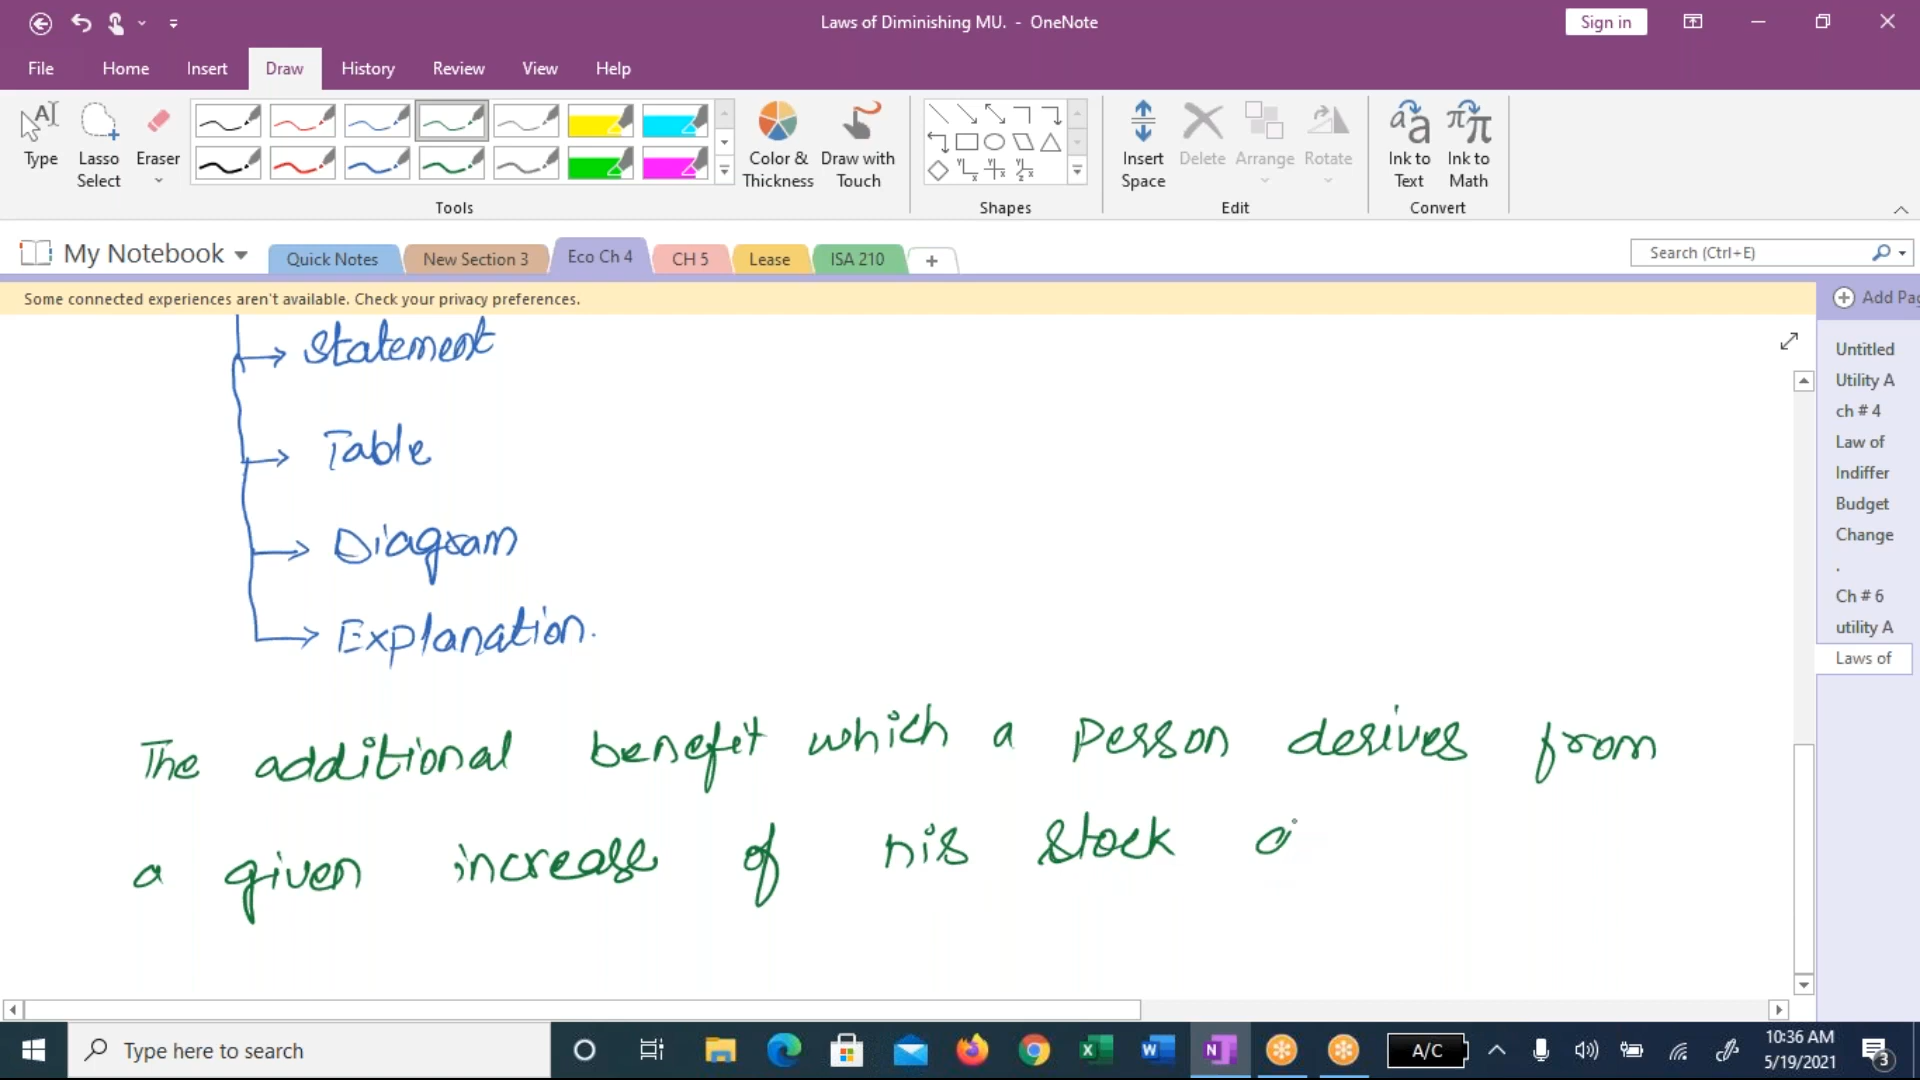 Laws of Diminishing MU. - OneNote
Sign in
File Home Insert Draw History Review View Help
Type Lasso Select Eraser Color & Thickness Draw with Touch Insert Space Delete Arrange Rotate Ink to Text Ink to Math
Tools Shapes Edit Convert
My Notebook Quick Notes New Section 3 Eco Ch 4 CH 5 Lease ISA 210 + Search (Ctrl+E)
Some connected experiences aren't available. Check your privacy preferences.
Add Pag
Untitled
Utility A
ch # 4
Law of
Indiffer
Budget
Change
.
Ch # 6
utility A
Laws of
Statement
Table
Diagram
Explanation.
The additional benefit which a person derives from
a given increase of his stock
Type here to search
A/C
10:36 AM
5/19/2021
3